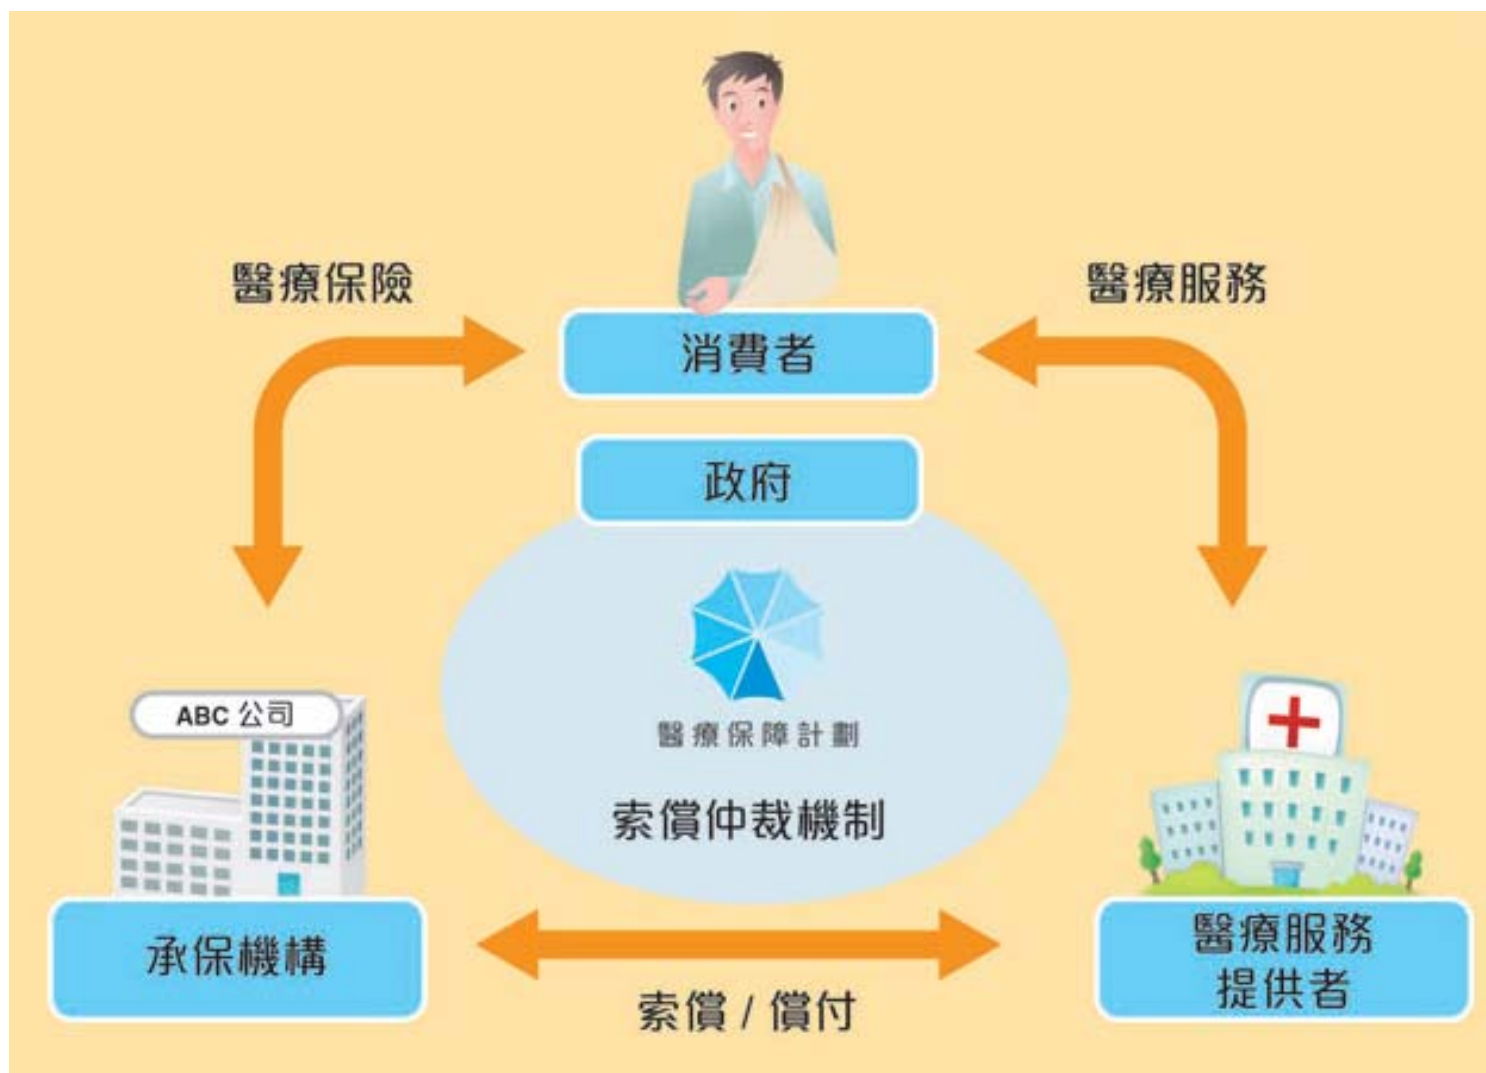 醫療保險
醫療服務
消費者
政府
醫療保障計劃
ABC 公司
索償仲裁機制
承保機構
醫療服務
提供者
索償 / 償付